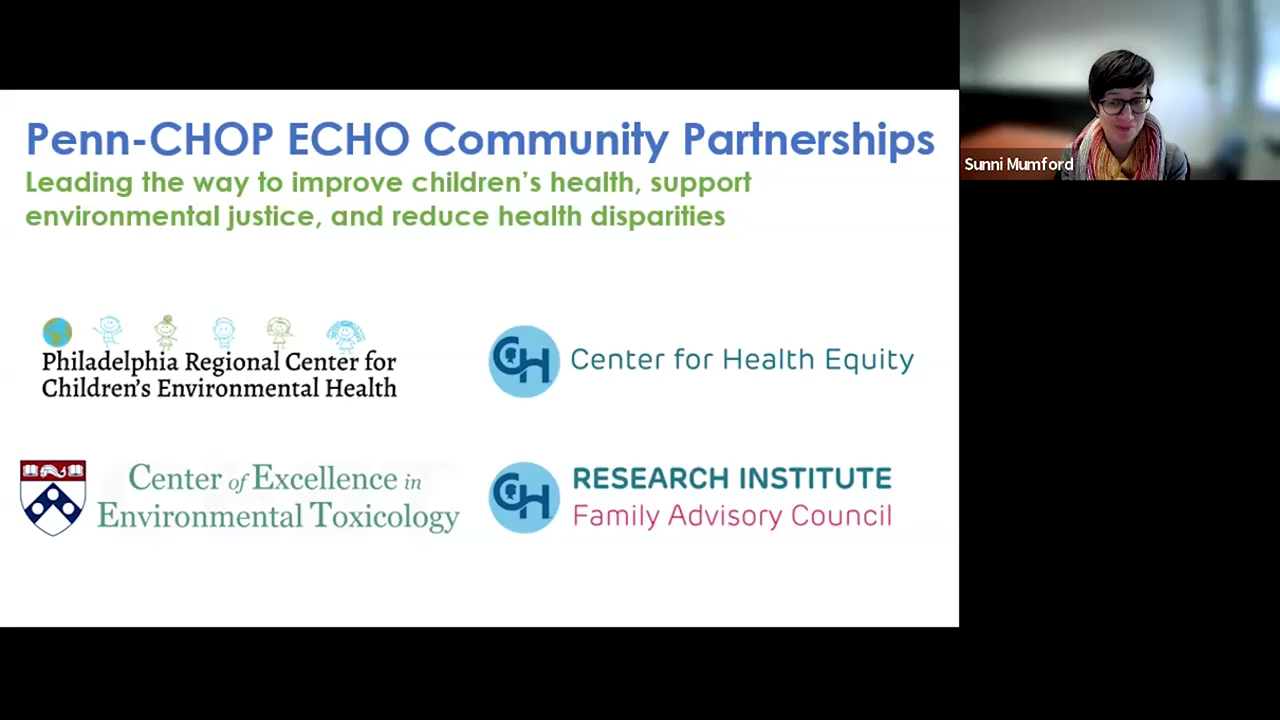 Penn-CHOP ECHO Community Partnerships
Leading the way to improve children's health, support
environmental justice, and reduce health disparities
Sunni Mumford
Philadelphia Regional Center for
Children's Environmental Health
CH Center for Health Equity
Center of Excellence in
Environmental Toxicology
CH RESEARCH INSTITUTE
Family Advisory Council